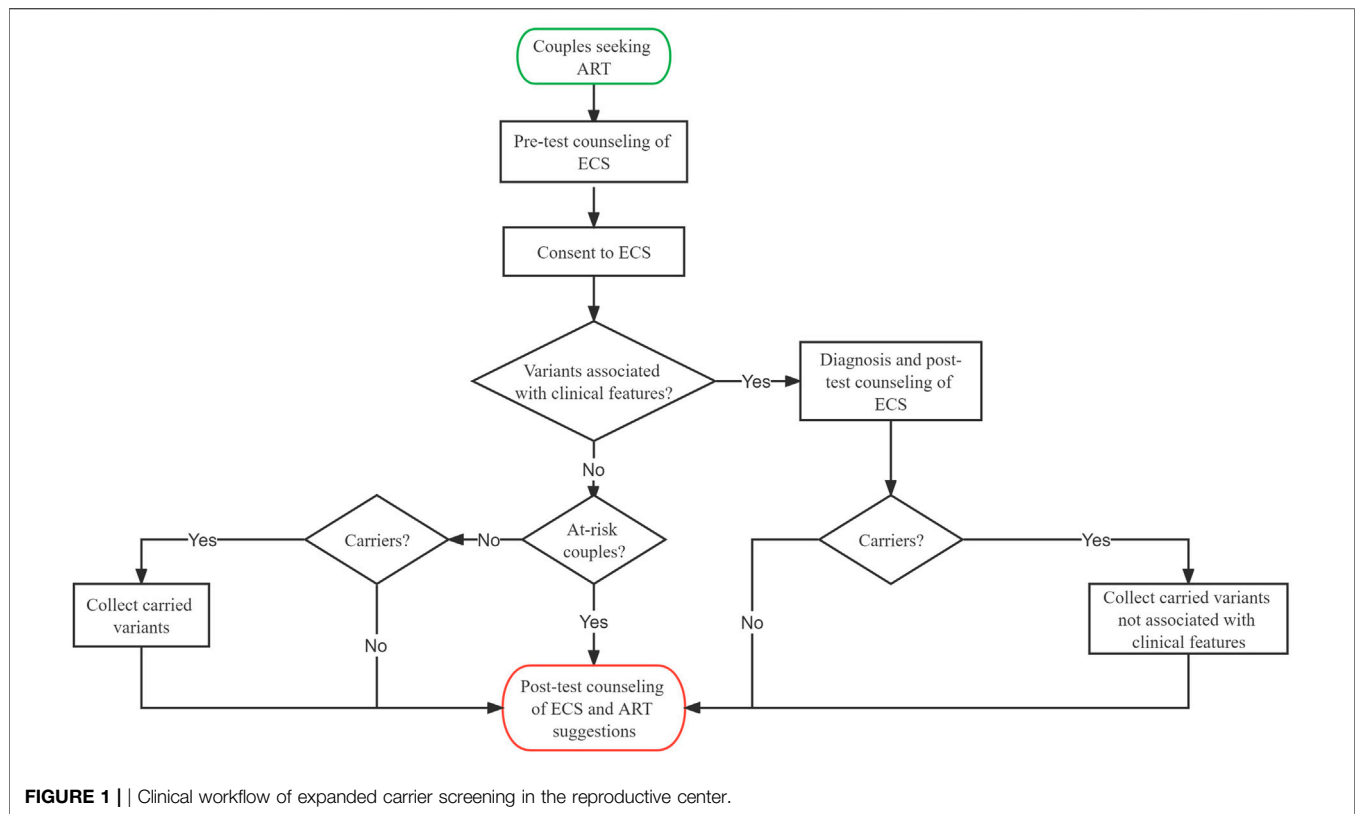 Couples seeking
ART
Pre-test counseling of
ECS
Consent to ECS
Variants associated
with clinical features?
Yes
Diagnosis and post-
test counseling of
ECS
No
At-risk
couples?
No
Carriers?
Yes
Collect carried
variants
No
Yes
Carriers?
Yes
Collect carried variants
not associated with
clinical features
No
Post-test counseling
of ECS and ART
suggestions
FIGURE 1 | | Clinical workflow of expanded carrier screening in the reproductive center.